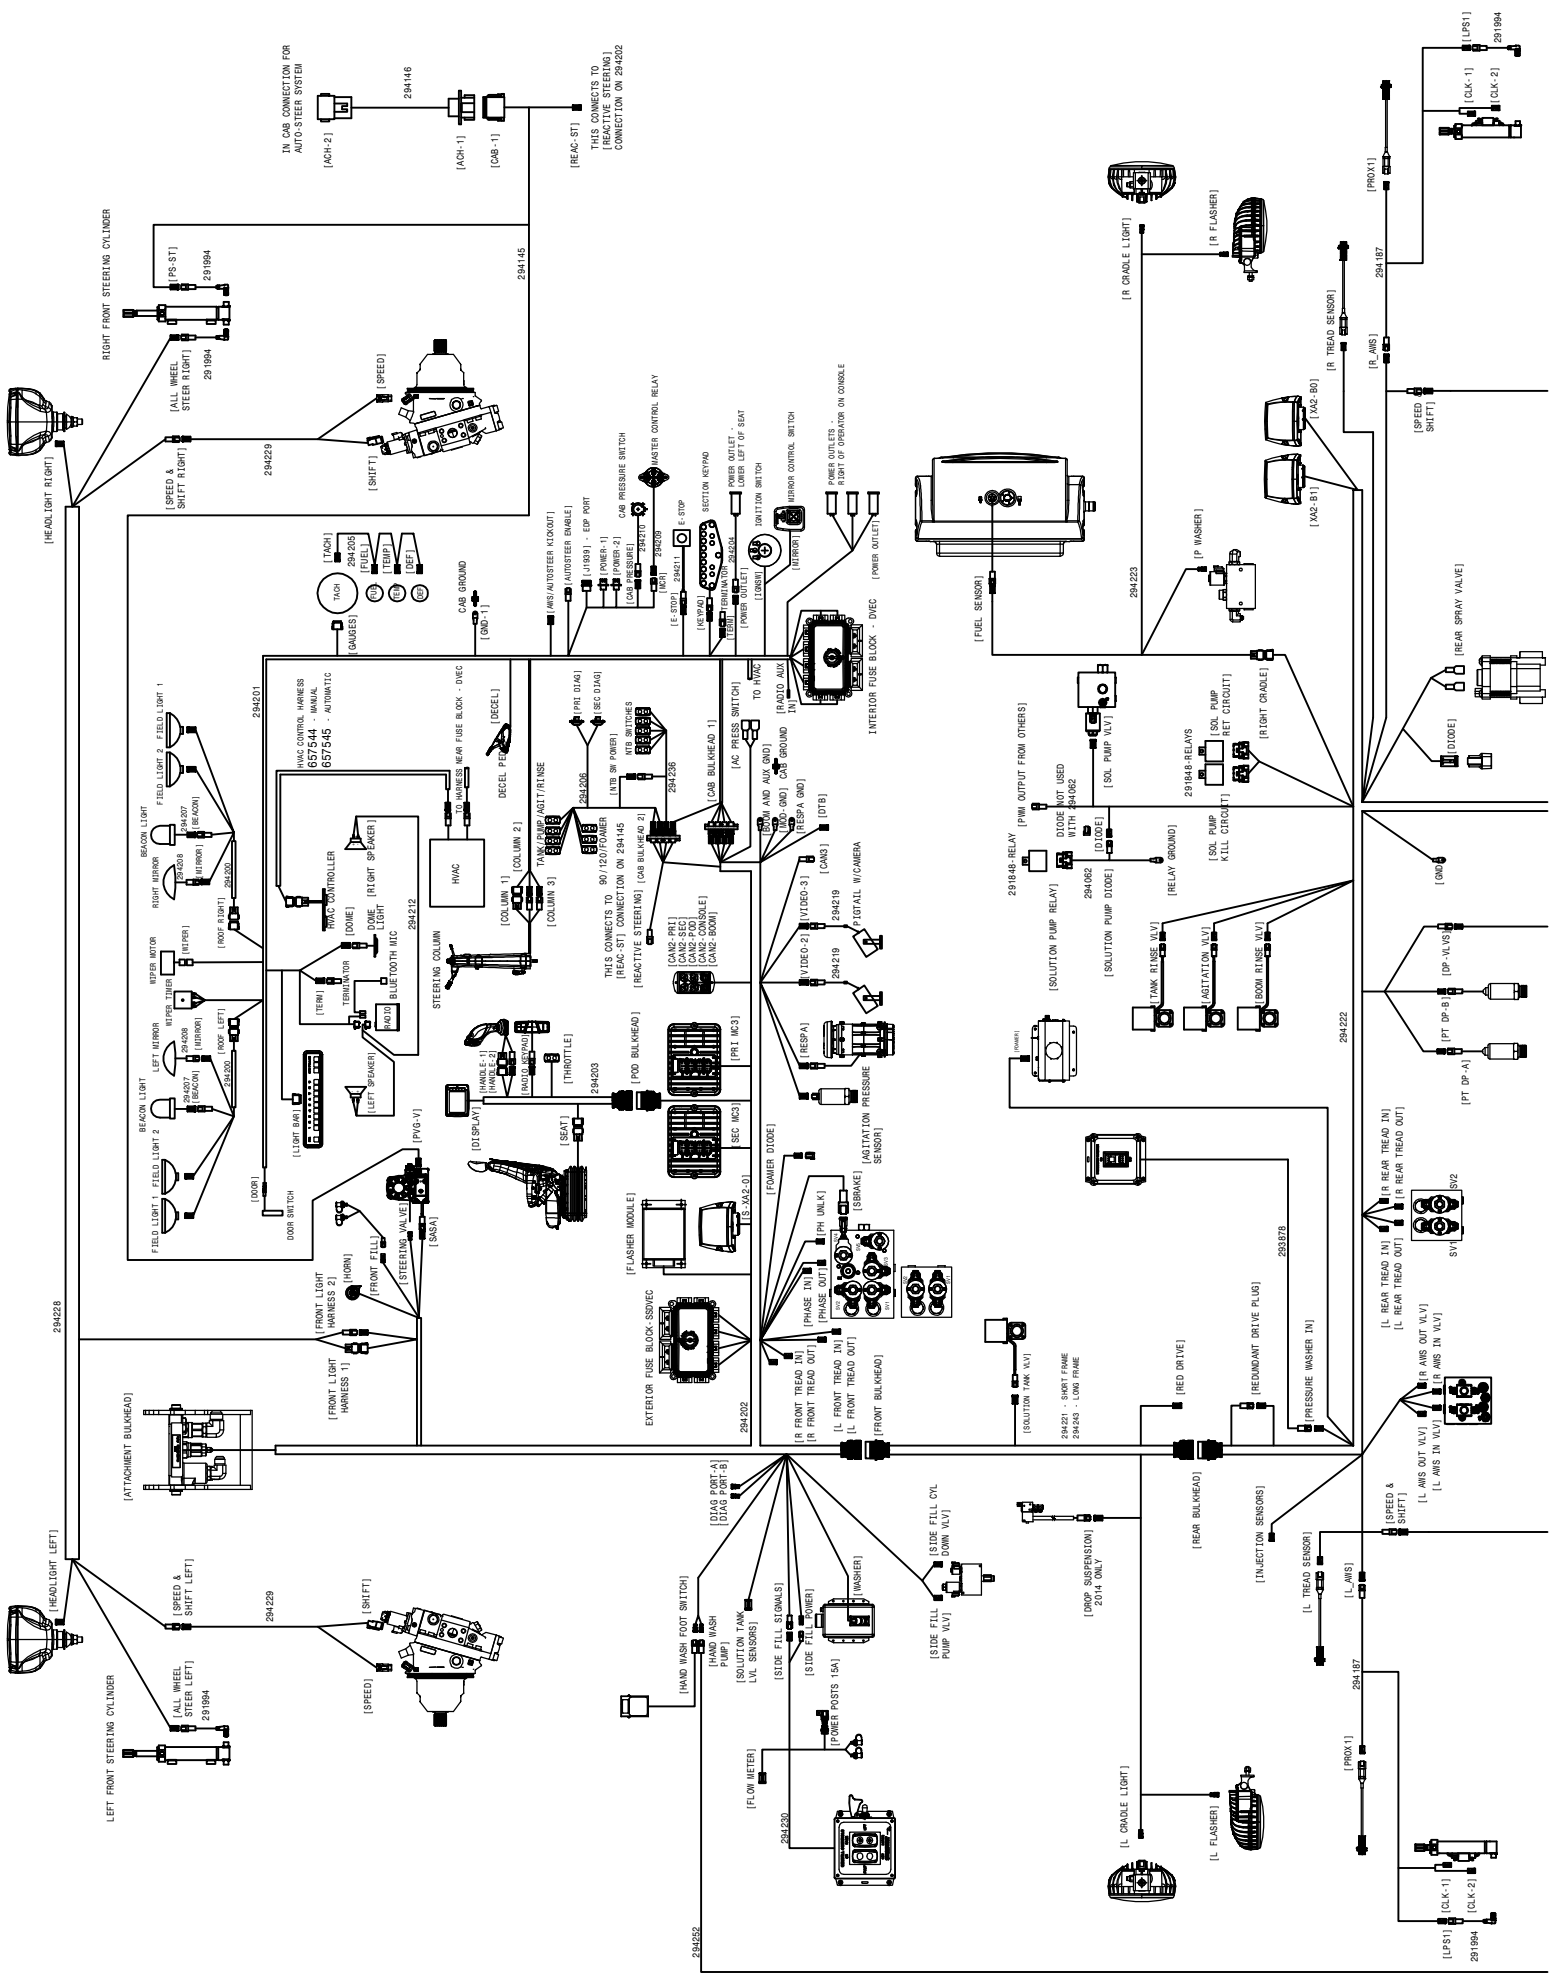 [HEADLIGHT LEFT]
[HEADLIGHT RIGHT]
294228
LEFT FRONT STEERING CYLINDER
[ALL WHEEL
STEER LEFT]
291994
[SPEED &
SHIFT LEFT]
294229
[SHIFT]
[SPEED]
RIGHT FRONT STEERING CYLINDER
[PS-ST]
291994
[ALL WHEEL
STEER RIGHT]
291994
[SPEED &
SHIFT RIGHT]
294229
[SPEED]
[SHIFT]
IN CAB CONNECTION FOR
AUTO-STEER SYSTEM
[ACH-2]
294146
[ACH-1]
[CAB-1]
[REAC-ST]
THIS CONNECTS TO
[REACTIVE STEERING]
CONNECTION ON 294202
294145
[ATTACHMENT BULKHEAD]
[FRONT LIGHT
HARNESS 1]
[FRONT LIGHT
HARNESS 2]
[HORN]
[FRONT FILL]
[STEERING VALVE]
[SASA]
[PVG-V]
FIELD LIGHT 1
FIELD LIGHT 2
BEACON LIGHT
294207
[BEACON]
LEFT MIRROR
294208
[MIRROR]
294200
[ROOF LEFT]
WIPER TIMER
WIPER MOTOR
[WIPER]
[ROOF RIGHT]
RIGHT MIRROR
294208
[MIRROR]
294200
BEACON LIGHT
294207
[BEACON]
FIELD LIGHT 2
FIELD LIGHT 1
[DOOR]
DOOR SWITCH
294201
[LIGHT BAR]
[LEFT SPEAKER]
RADIO
BLUETOOTH MIC
[TERM]
TERMINATOR
[DOME]
DOME
LIGHT
294212
[RIGHT SPEAKER]
HVAC CONTROLLER
HVAC CONTROL HARNESS
657544 - MANUAL
657545 - AUTOMATIC
HVAC
TO HARNESS NEAR FUSE BLOCK - DVEC
TACH
[TACH]
294205
[FUEL]
[TEMP]
[DEF]
FUEL
TEMP
DEF
[GAUGES]
CAB GROUND
[GND-1]
DECEL PEDAL
[DECEL]
STEERING COLUMN
[COLUMN 1]
[COLUMN 2]
[COLUMN 3]
TANK/PUMP/AGIT/RINSE
90/120/FOAMER
294206
[PRI DIAG]
[SEC DIAG]
NTB SWITCHES
[NTB SW POWER]
294236
[CAB BULKHEAD 2]
[CAB BULKHEAD 1]
THIS CONNECTS TO
[REAC-ST] CONNECTION ON 294145
[REACTIVE STEERING]
[AWS/AUTOSTEER KICKOUT]
[AUTOSTEER ENABLE]
[J1939] - EDP PORT
[POWER-1]
[POWER-2]
[CAB PRESSURE]
294210
CAB PRESSURE SWITCH
294209
[MCR]
MASTER CONTROL RELAY
[E-STOP]
294211
E-STOP
[KEYPAD]
SECTION KEYPAD
[TERM]
TERMINATOR
[POWER OUTLET]
294204
POWER OUTLET -
LOWER LEFT OF SEAT
[IGNSW]
IGNITION SWITCH
[MIRROR]
MIRROR CONTROL SWITCH
POWER OUTLETS -
RIGHT OF OPERATOR ON CONSOLE
[POWER OUTLET]
[RADIO AUX
IN]
TO HVAC
INTERIOR FUSE BLOCK - DVEC
[AC PRESS SWITCH]
[BOOM AND AUX GND]
[MOD-GND]
CAB GROUND
[RESPA GND]
[DTB]
[CAN3]
[DISPLAY]
[HANDLE-1]
[HANDLE-2]
[RADIO KEYPAD]
[THROTTLE]
294203
[SEAT]
[POD BULKHEAD]
[SEC MC3]
[PRI MC3]
[CAN2-PRI]
[CAN2-SEC]
[CAN2-POD]
[CAN2-CONSOLE]
[CAN2-BOOM]
[VIDEO-2]
294219
[VIDEO-3]
294219
PIGTAIL W/CAMERA
[RESPA]
[AGITATION PRESSURE
SENSOR]
[FLASHER MODULE]
[S-XA2-0]
EXTERIOR FUSE BLOCK-SSDVEC
294202
[FOAMER DIODE]
[SBRAKE]
[PH UNLK]
[PHASE IN]
[PHASE OUT]
[R FRONT TREAD IN]
[R FRONT TREAD OUT]
[L FRONT TREAD IN]
[L FRONT TREAD OUT]
[FRONT BULKHEAD]
[DIAG PORT-A]
[DIAG PORT-B]
[HAND WASH FOOT SWITCH]
[HAND WASH
PUMP]
[SOLUTION TANK
LVL SENSORS]
[SIDE FILL SIGNALS]
[SIDE FILL POWER]
[WASHER]
[SIDE FILL CYL
DOWN VLV]
[SIDE FILL
PUMP VLV]
[FLOW METER]
[POWER POSTS 15A]
294230
294252
[SOLUTION TANK VLV]
294221 - SHORT FRAME
294243 - LONG FRAME
[DROP SUSPENSION]
2014 ONLY
[RED DRIVE]
[REAR BULKHEAD]
[REDUNDANT DRIVE PLUG]
[PRESSURE WASHER IN]
293878
[FOAMER]
[L CRADLE LIGHT]
[L FLASHER]
[R CRADLE LIGHT]
[R FLASHER]
[FUEL SENSOR]
294223
[P WASHER]
[RIGHT CRADLE]
[PWM OUTPUT FROM OTHERS]
[SOL PUMP VLV]
291848-RELAY
[SOLUTION PUMP RELAY]
294062
DIODE NOT USED
WITH 294062
[DIODE]
[SOLUTION PUMP DIODE]
[RELAY GROUND]
291848-RELAYS
[SOL PUMP
RET CIRCUIT]
[SOL PUMP
KILL CIRCUIT]
[TANK RINSE VLV]
[AGITATION VLV]
[BOOM RINSE VLV]
294222
[XA2-B1]
[XA2-B0]
[R TREAD SENSOR]
[R_AWS]
[PROX1]
294187
[SPEED &
SHIFT]
[LPS1]
291994
[CLK-1]
[CLK-2]
[REAR SPRAY VALVE]
[DIODE]
[GND]
[DP-VLVS]
[PT DP-B]
[PT DP-A]
[R REAR TREAD IN]
[R REAR TREAD OUT]
[L REAR TREAD IN]
[L REAR TREAD OUT]
SV1
SV2
[R AWS OUT VLV]
[R AWS IN VLV]
[L AWS OUT VLV]
[L AWS IN VLV]
[SPEED &
SHIFT]
[INJECTION SENSORS]
[L TREAD SENSOR]
[L_AWS]
294187
[PROX1]
[CLK-1]
[CLK-2]
[LPS1]
291994